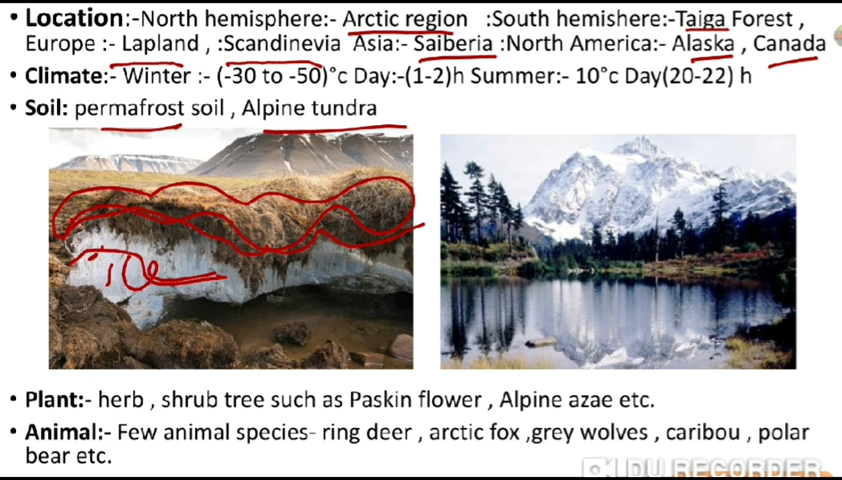 • Location:-North hemisphere:- Arctic region :South hemishere:-Taiga Forest ,
Europe :- Lapland , :Scandinevia Asia:- Saiberia :North America:- Alaska , Canada
• Climate:- Winter :- (-30 to -50)°c Day:-(1-2)h Summer:- 10°c Day(20-22) h
• Soil: permafrost soil , Alpine tundra
Ice
• Plant:- herb , shrub tree such as Paskin flower , Alpine azae etc.
• Animal:- Few animal species- ring deer , arctic fox ,grey wolves , caribou , polar
bear etc.
DU RECORDER